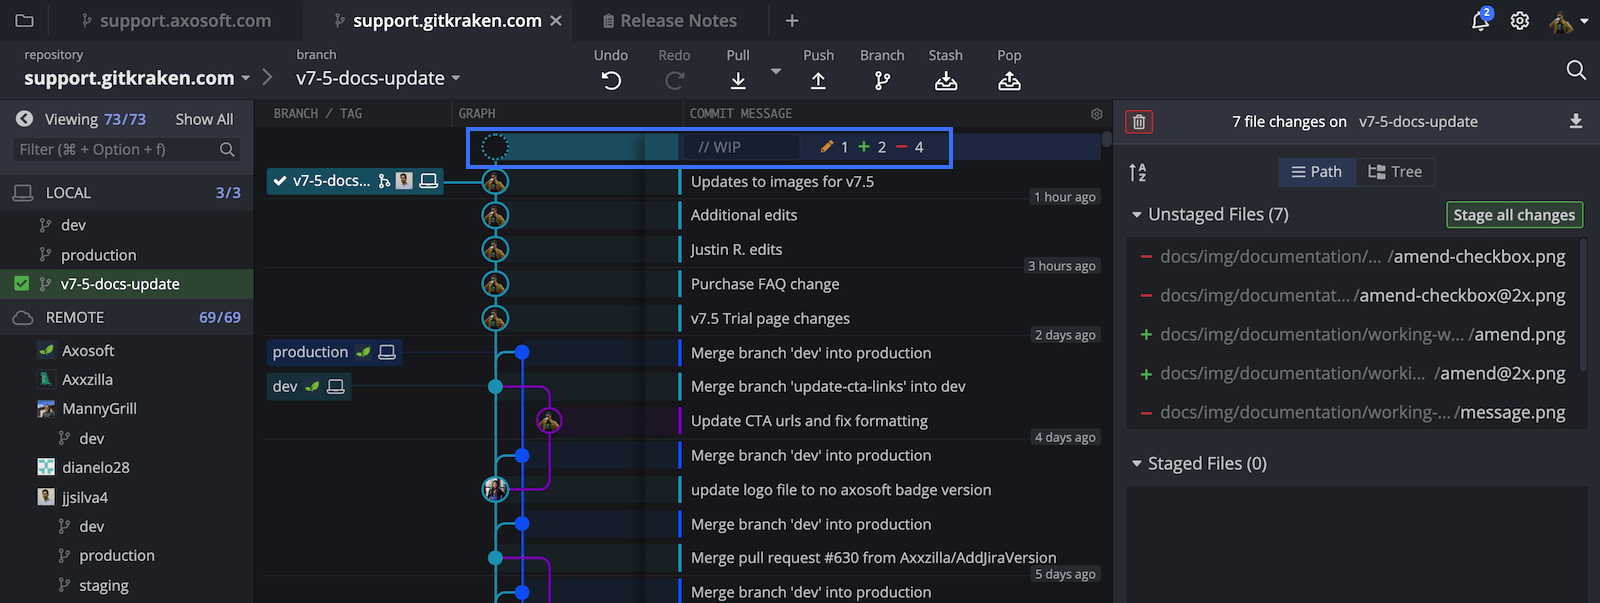 support.axosoft.com
support.gitkraken.com
Release Notes
2
repository
support.gitkraken.com
branch
v7-5-docs-update
Undo
Redo
Pull
Push
Branch
Stash
Pop
Viewing 73/73 Show All
Filter (⌘ + Option + f)
LOCAL 3/3
dev
production
v7-5-docs-update
REMOTE 69/69
Axosoft
Axxzilla
MannyGrill
dev
dianelo28
jjsilva4
dev
production
staging
BRANCH / TAG
GRAPH
COMMIT MESSAGE
// WIP 1 + 2 − 4
v7-5-docs...
Updates to images for v7.5
1 hour ago
Additional edits
Justin R. edits
3 hours ago
Purchase FAQ change
v7.5 Trial page changes
2 days ago
production
Merge branch 'dev' into production
dev
Merge branch 'update-cta-links' into dev
Update CTA urls and fix formatting
4 days ago
Merge branch 'dev' into production
update logo file to no axosoft badge version
Merge branch 'dev' into production
Merge pull request #630 from Axxzilla/AddJiraVersion
5 days ago
Merge branch 'dev' into production
7 file changes on v7-5-docs-update
A
Z
Path
Tree
Unstaged Files (7)
Stage all changes
− docs/img/documentation/... /amend-checkbox.png
− docs/img/documentat... /amend-checkbox@2x.png
+ docs/img/documentation/working-w... /amend.png
+ docs/img/documentation/worki... /amend@2x.png
− docs/img/documentation/working-... /message.png
Staged Files (0)